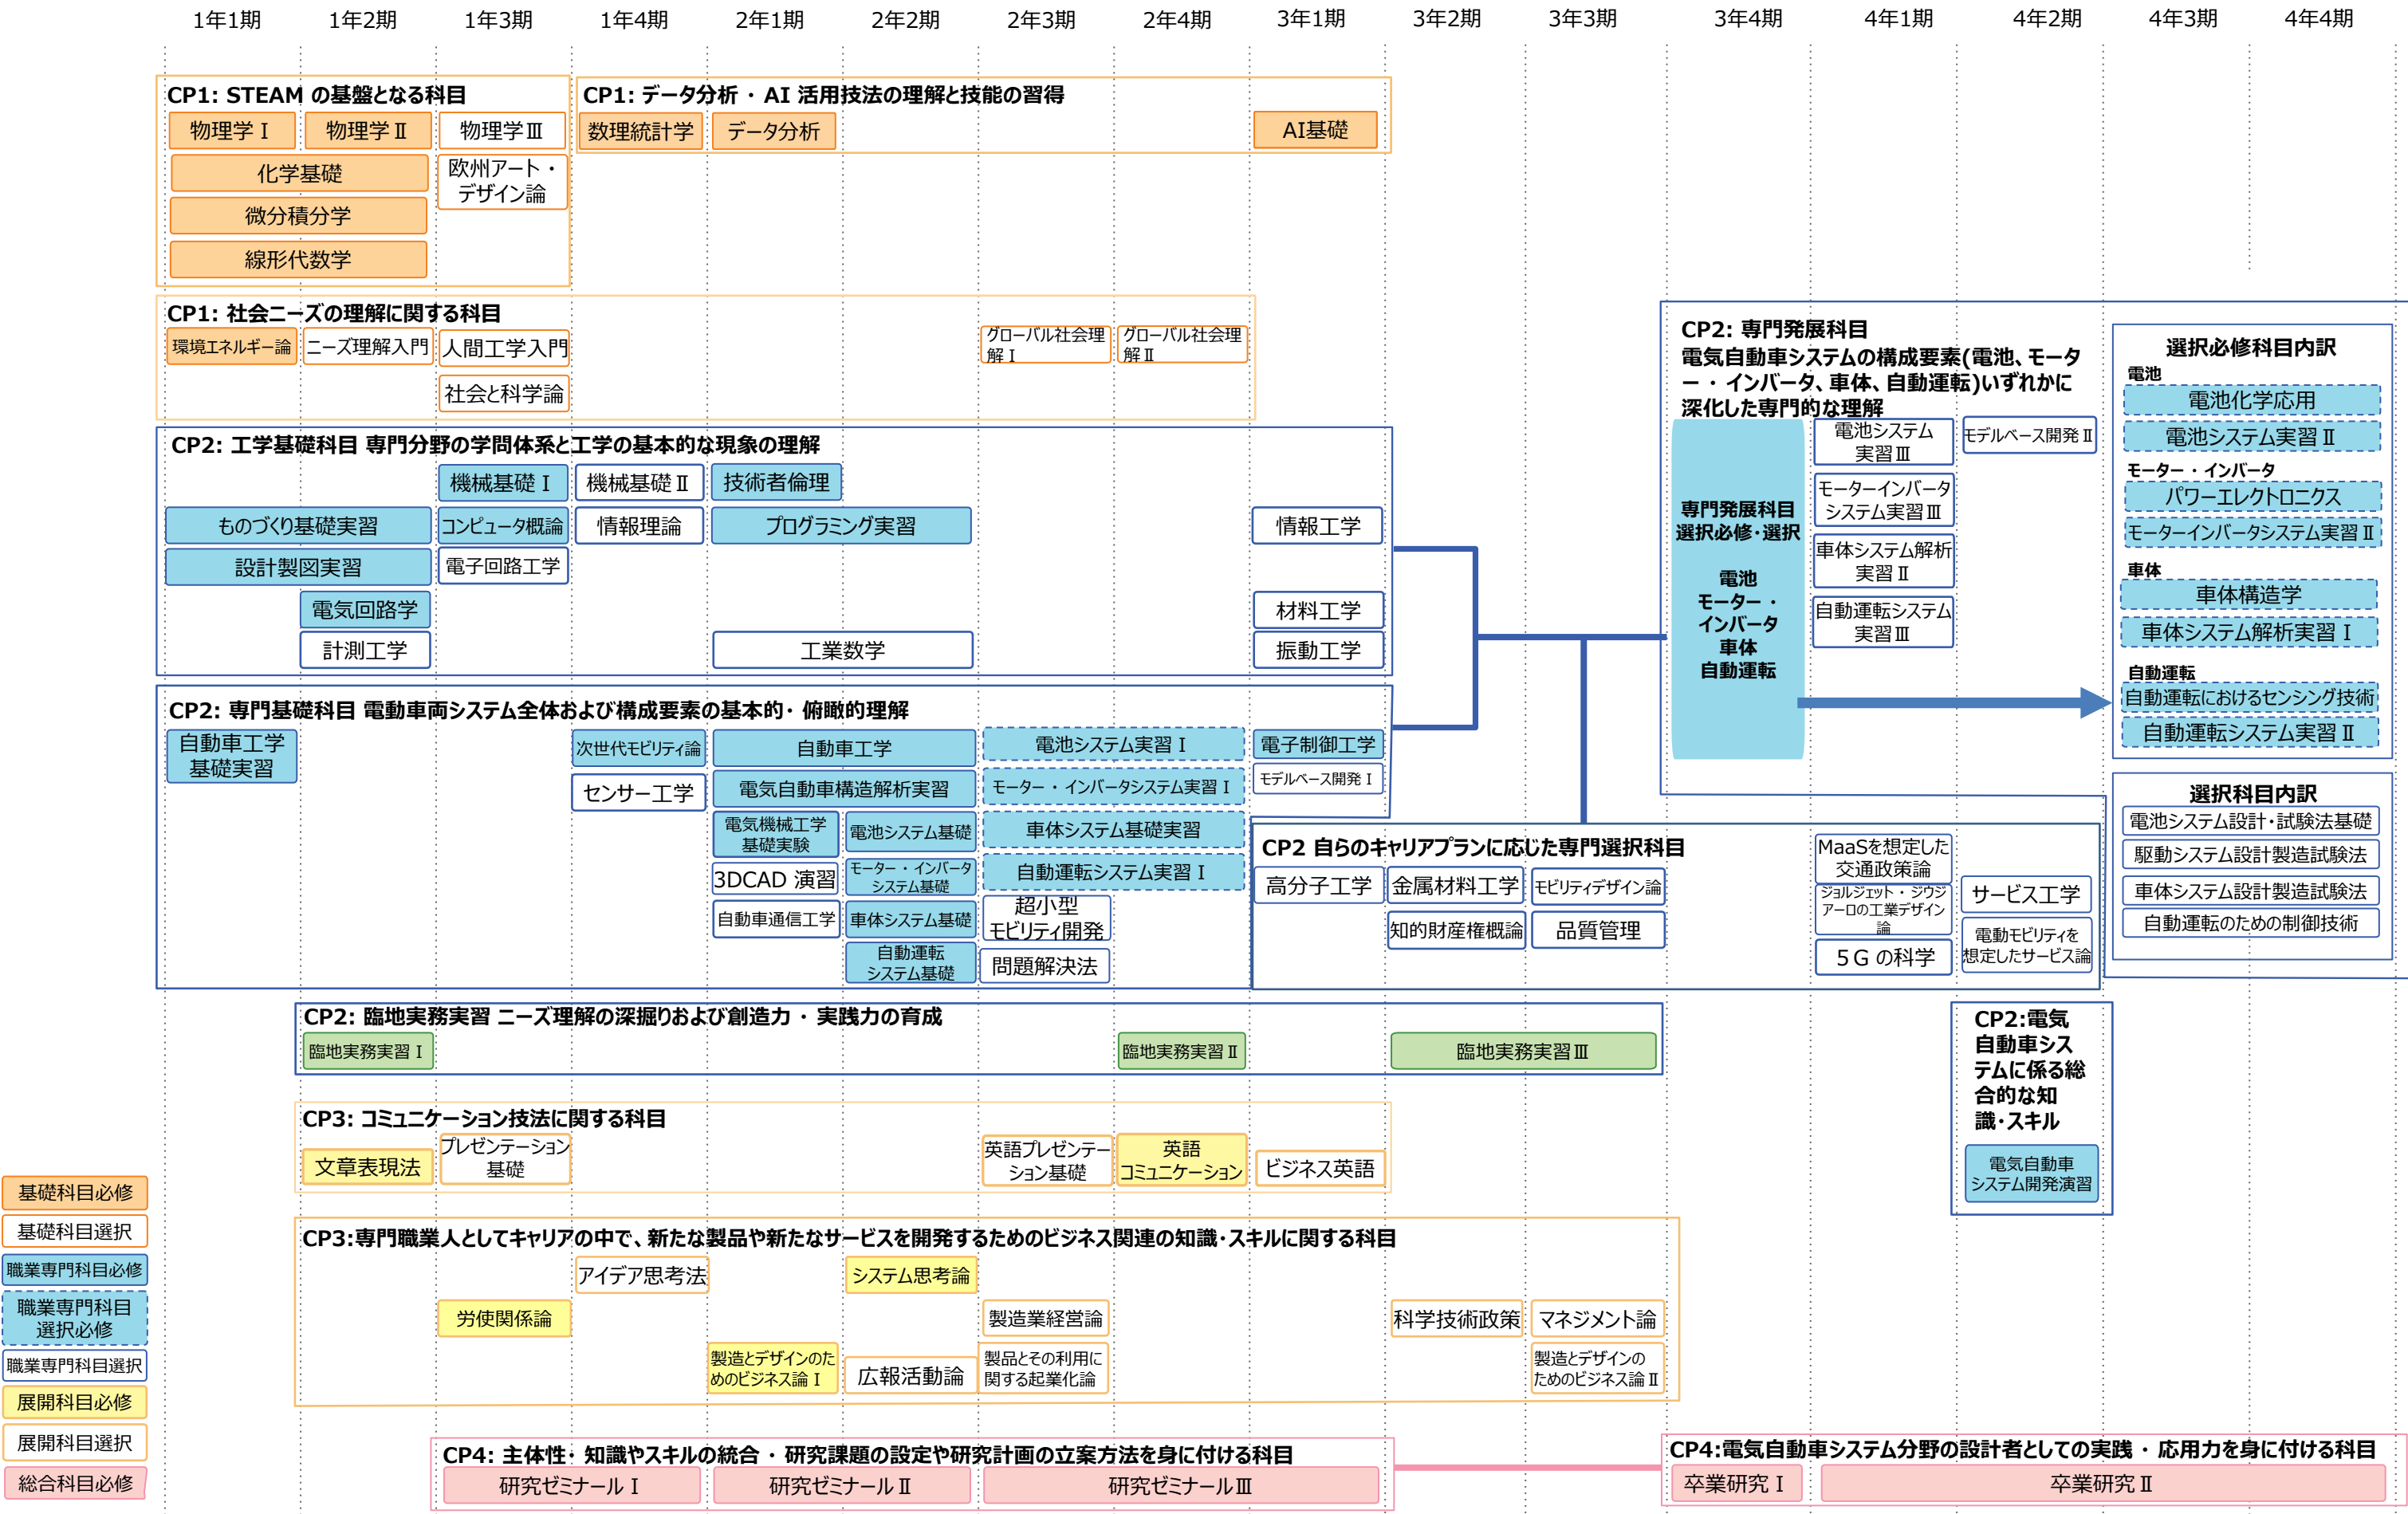 1年1期
1年2期
1年3期
1年4期
2年1期
2年2期
2年3期
2年4期
3年1期
3年2期
3年3期
3年4期
4年1期
4年2期
4年3期
4年4期
CP1: STEAM の基盤となる科目
物理学Ⅰ
物理学Ⅱ
物理学Ⅲ
化学基礎
欧州アート・
デザイン論
微分積分学
線形代数学
CP1: データ分析・AI 活用技法の理解と技能の習得
数理統計学
データ分析
AI基礎
CP1: 社会ニーズの理解に関する科目
環境エネルギー論
ニーズ理解入門
人間工学入門
グローバル社会理
解Ⅰ
グローバル社会理
解Ⅱ
社会と科学論
CP2: 工学基礎科目 専門分野の学問体系と工学の基本的な現象の理解
機械基礎Ⅰ
機械基礎Ⅱ
技術者倫理
ものづくり基礎実習
コンピュータ概論
情報理論
プログラミング実習
情報工学
設計製図実習
電子回路工学
電気回路学
材料工学
計測工学
工業数学
振動工学
CP2: 専門基礎科目 電動車両システム全体および構成要素の基本的・俯瞰的理解
自動車工学
基礎実習
次世代モビリティ論
自動車工学
電池システム実習Ⅰ
電子制御工学
センサー工学
電気自動車構造解析実習
モーター・インバータシステム実習Ⅰ
モデルベース開発Ⅰ
電気機械工学
基礎実験
電池システム基礎
車体システム基礎実習
3DCAD 演習
モーター・インバータ
システム基礎
自動運転システム実習Ⅰ
自動車通信工学
車体システム基礎
超小型
モビリティ開発
自動運転
システム基礎
問題解決法
CP2: 専門発展科目
電気自動車システムの構成要素(電池、モータ
ー・インバータ、車体、自動運転)いずれかに
深化した専門的な理解
専門発展科目
選択必修・選択
電池
モーター・
インバータ
車体
自動運転
電池システム
実習Ⅲ
モデルベース開発Ⅱ
モーターインバータ
システム実習Ⅲ
車体システム解析
実習Ⅱ
自動運転システム
実習Ⅲ
選択必修科目内訳
電池
電池化学応用
電池システム実習Ⅱ
モーター・インバータ
パワーエレクトロニクス
モーターインバータシステム実習Ⅱ
車体
車体構造学
車体システム解析実習Ⅰ
自動運転
自動運転におけるセンシング技術
自動運転システム実習Ⅱ
選択科目内訳
電池システム設計・試験法基礎
駆動システム設計製造試験法
車体システム設計製造試験法
自動運転のための制御技術
CP2 自らのキャリアプランに応じた専門選択科目
高分子工学
金属材料工学
モビリティデザイン論
知的財産権概論
品質管理
MaaSを想定した
交通政策論
ジョルジェット・ジウジ
アーロの工業デザイン
論
5Gの科学
サービス工学
電動モビリティを
想定したサービス論
CP2: 臨地実務実習 ニーズ理解の深掘りおよび創造力・実践力の育成
臨地実務実習Ⅰ
臨地実務実習Ⅱ
臨地実務実習Ⅲ
CP2:電気
自動車シス
テムに係る総
合的な知
識・スキル
電気自動車
システム開発演習
CP3: コミュニケーション技法に関する科目
文章表現法
プレゼンテーション
基礎
英語プレゼンテー
ション基礎
英語
コミュニケーション
ビジネス英語
CP3:専門職業人としてキャリアの中で、新たな製品や新たなサービスを開発するためのビジネス関連の知識・スキルに関する科目
アイデア思考法
システム思考論
労使関係論
製造業経営論
科学技術政策
マネジメント論
製造とデザインのた
めのビジネス論Ⅰ
広報活動論
製品とその利用に
関する起業化論
製造とデザインの
ためのビジネス論Ⅱ
CP4: 主体性・知識やスキルの統合・研究課題の設定や研究計画の立案方法を身に付ける科目
研究ゼミナールⅠ
研究ゼミナールⅡ
研究ゼミナールⅢ
CP4:電気自動車システム分野の設計者としての実践・応用力を身に付ける科目
卒業研究Ⅰ
卒業研究Ⅱ
基礎科目必修
基礎科目選択
職業専門科目必修
職業専門科目
選択必修
職業専門科目選択
展開科目必修
展開科目選択
総合科目必修